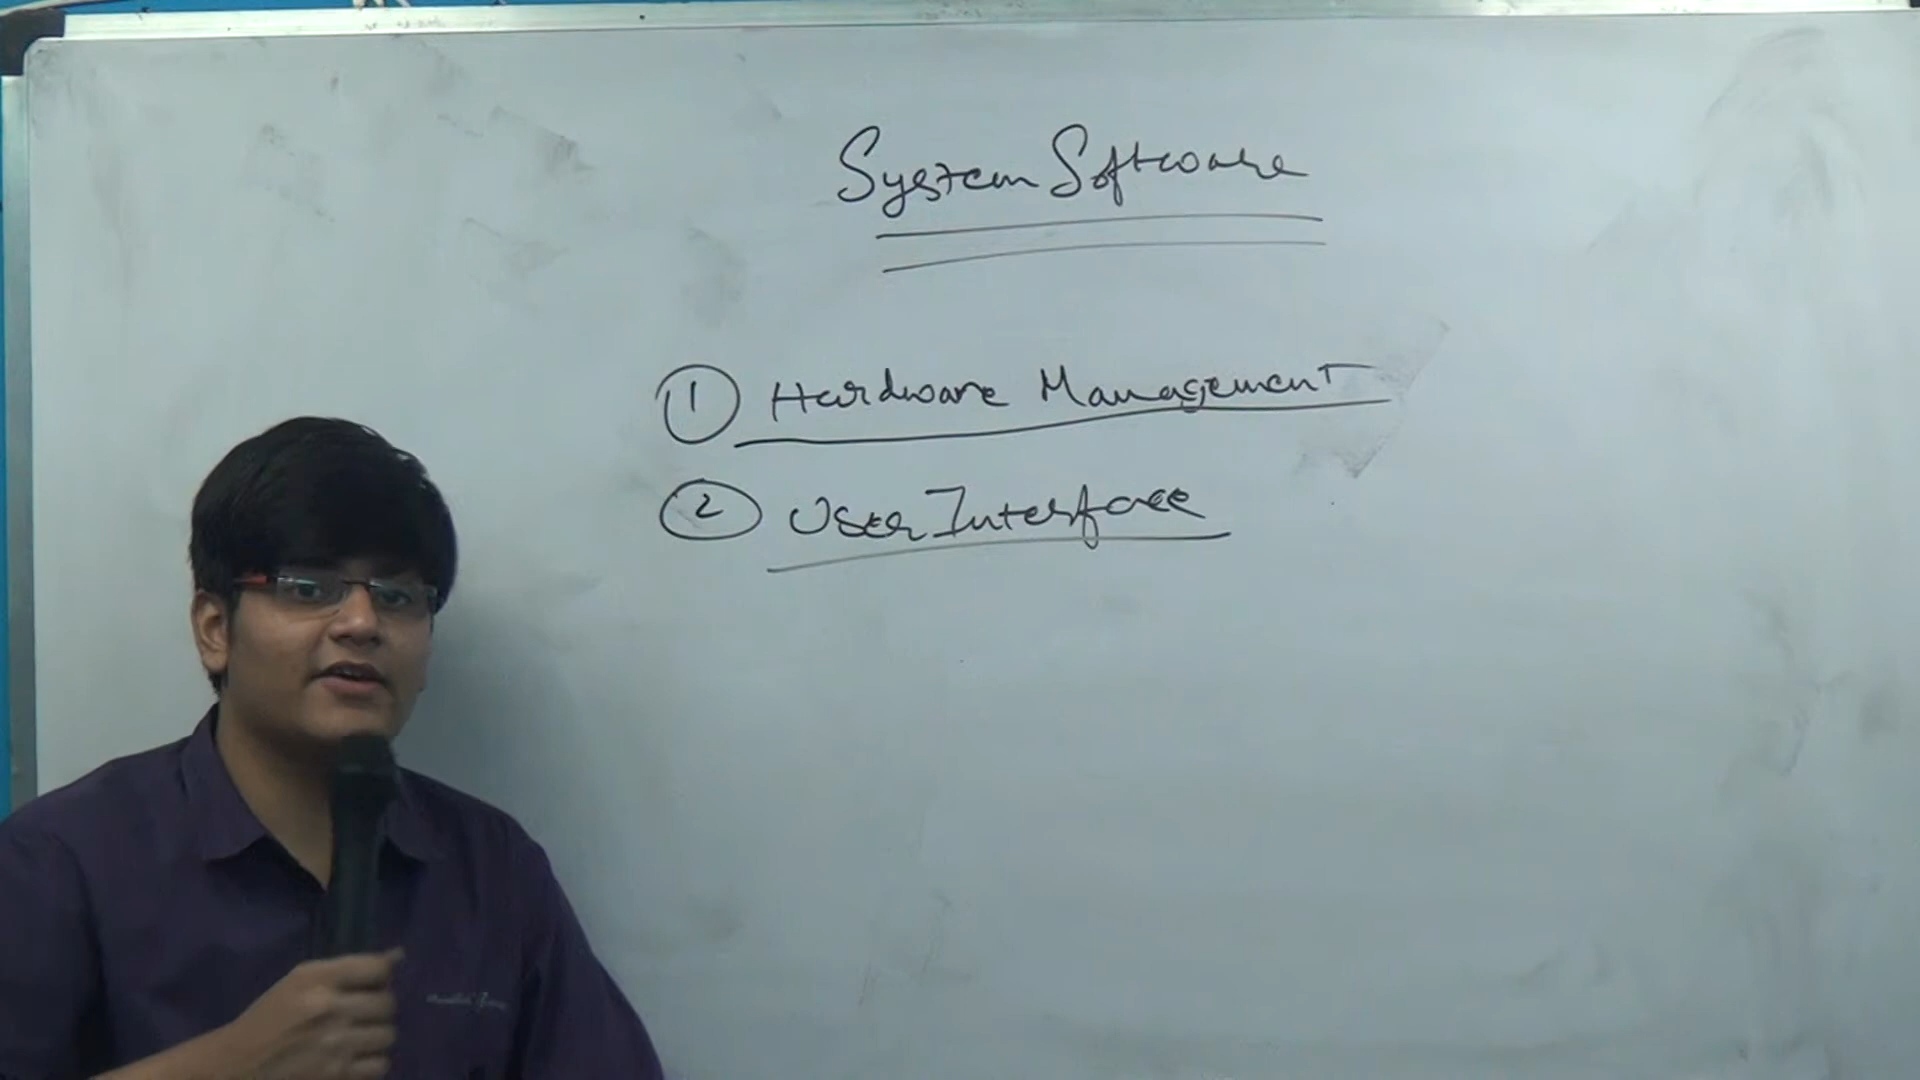 System Software
1 Hardware Management
2 User Interface